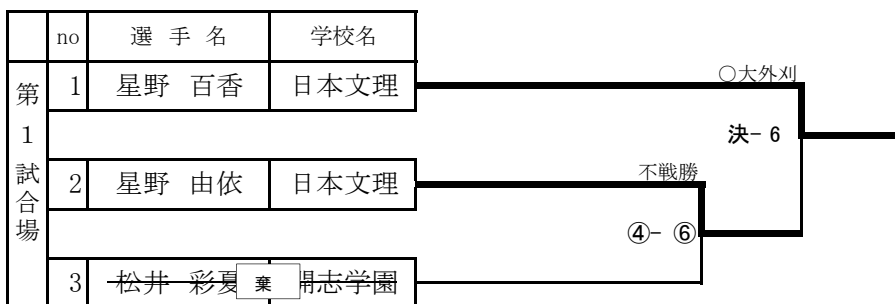 no 選手名 学校名
第1試合場
1 星野 百香 日本文理
○大外刈
決- 6
2 星野 由依 日本文理
不戦勝
④- ⑥
3 松井 彩夏 棄 開志学園